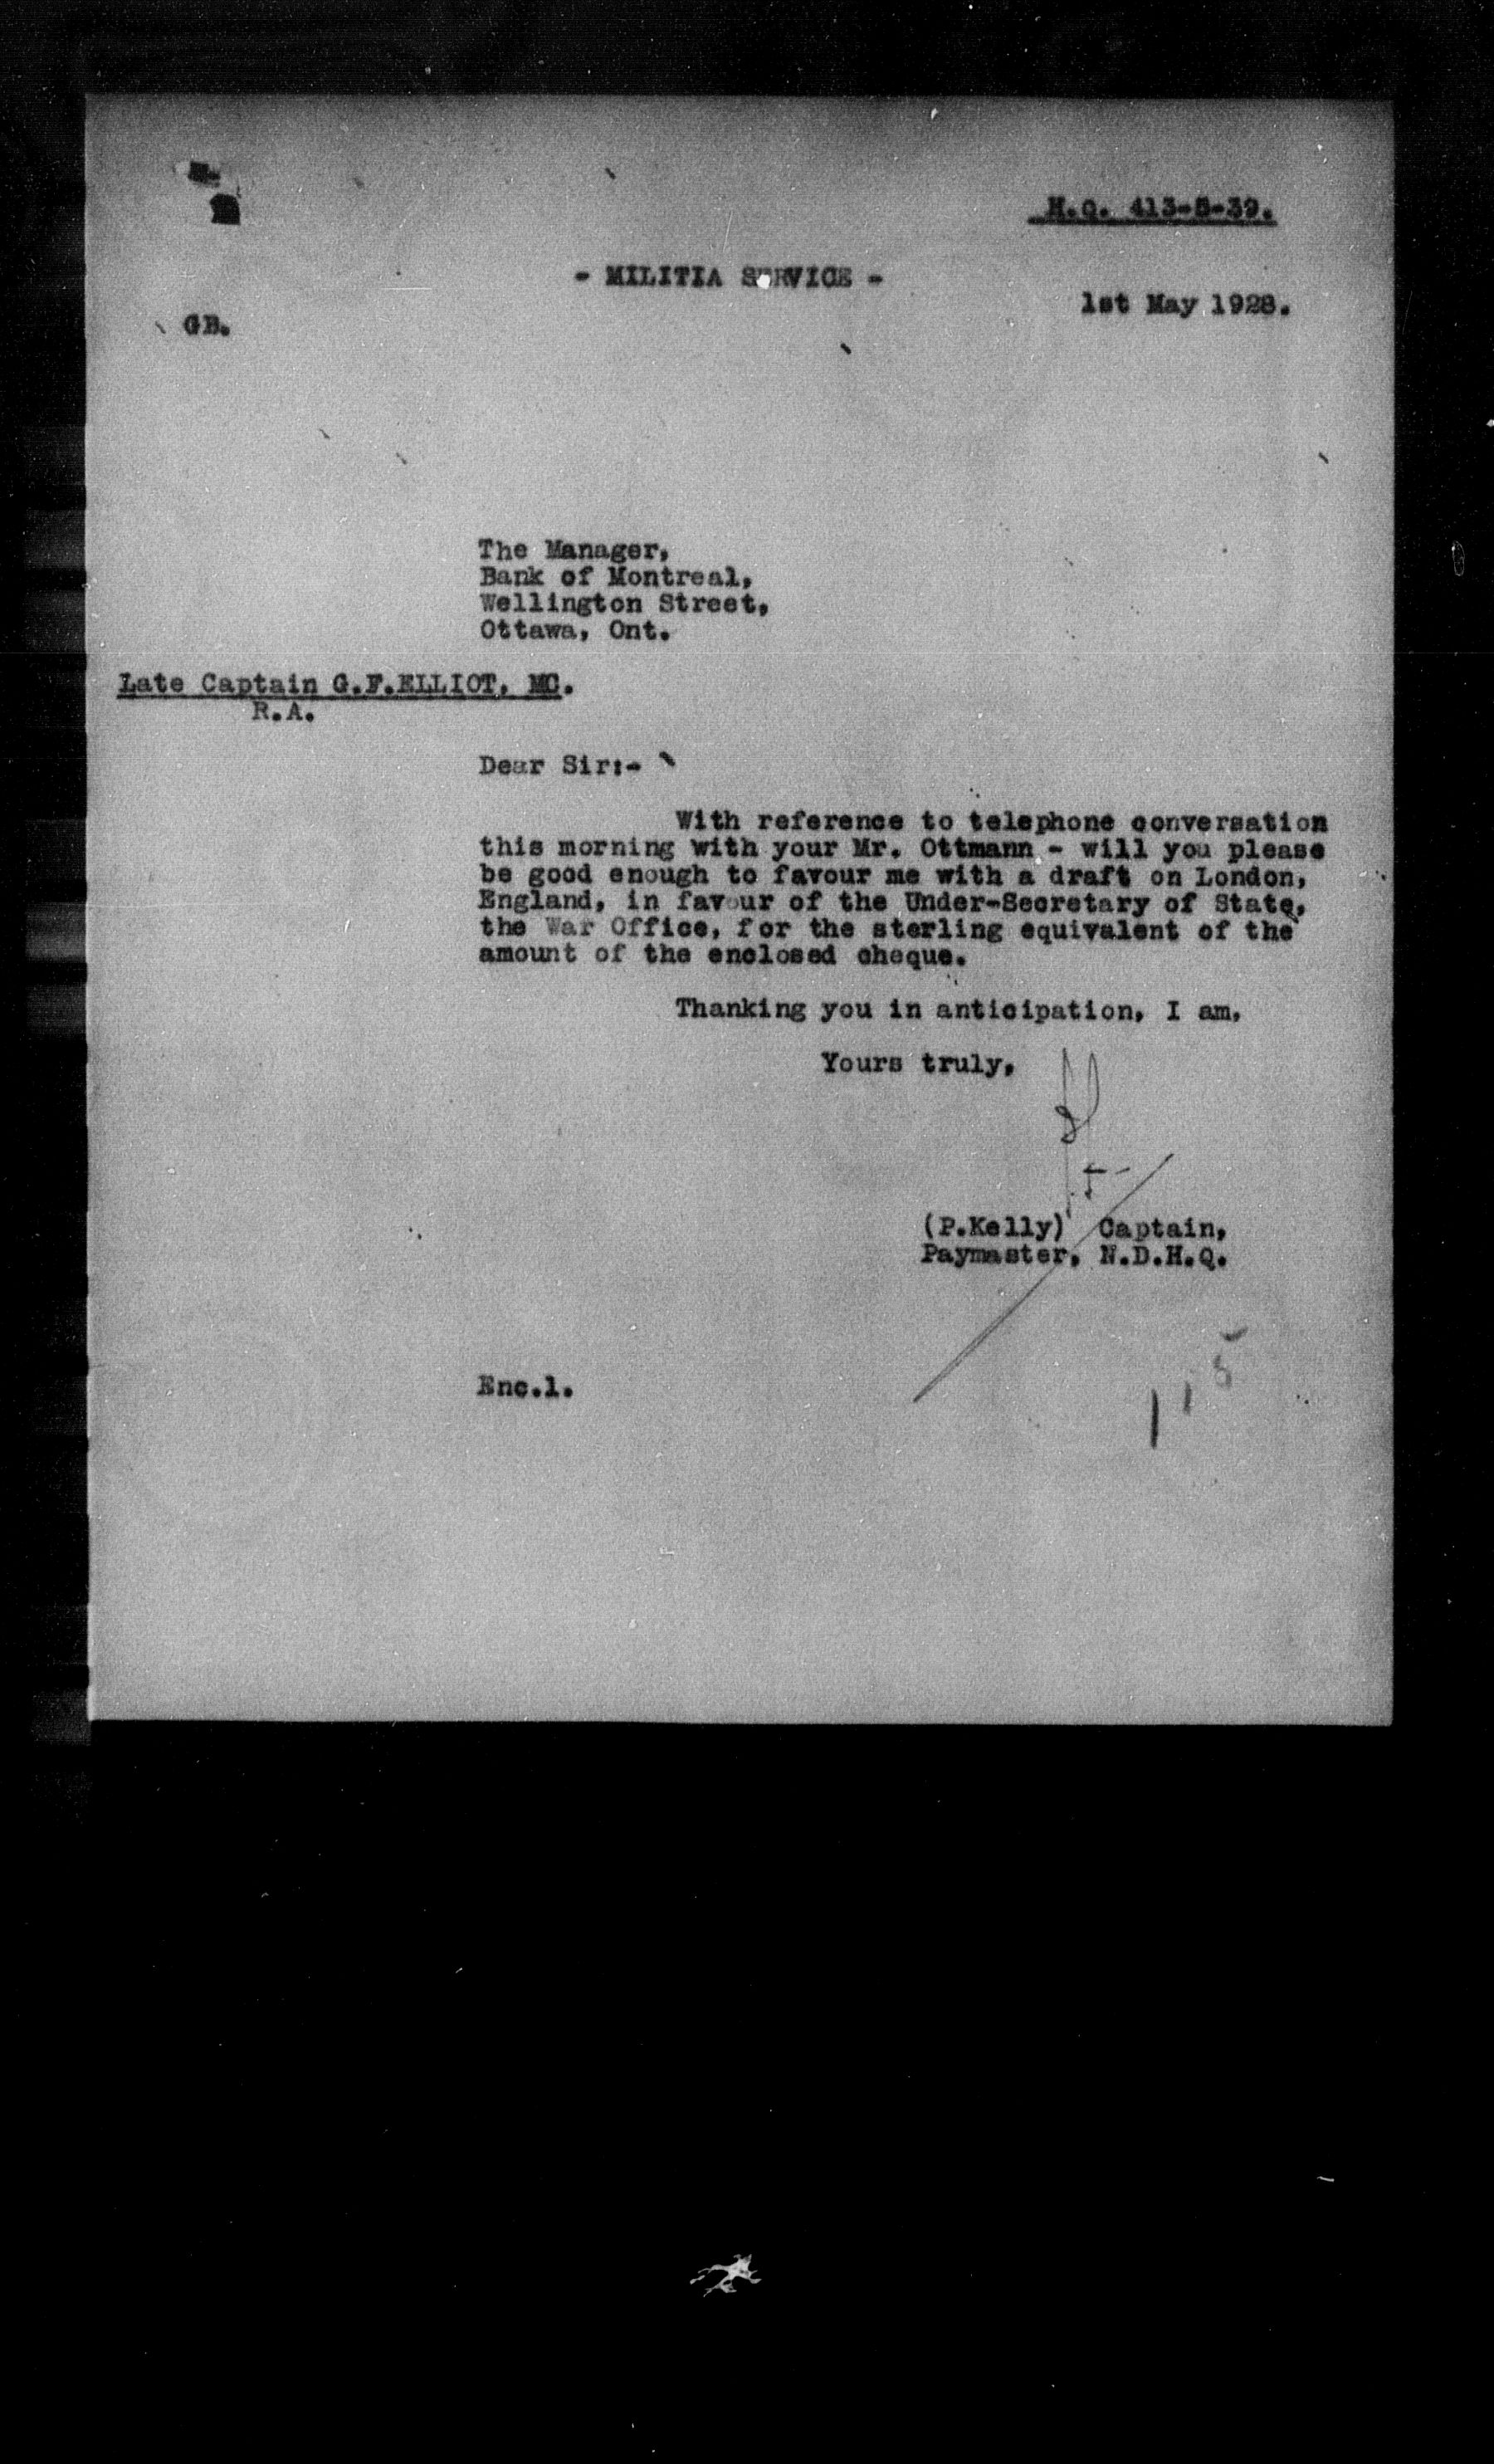 H.Q. 413-5-39.
- MILITIA SERVICE -
1st May 1928.
GB.
The Manager,
Bank of Montreal,
Wellington Street,
Ottawa, Ont.
Late Captain G.F.ELLIOT, MC.
R.A.
Dear Sir:-
With reference to telephone conversation
this morning with your Mr. Ottmann - will you please
be good enough to favour me with a draft on London,
England, in favour of the Under-Secretary of State,
the War Office, for the sterling equivalent of the
amount of the enclosed cheque.
Thanking you in anticipation, I am,
Yours truly,
(P.Kelly) Captain,
Paymaster, N.D.H.Q.
Enc.1.